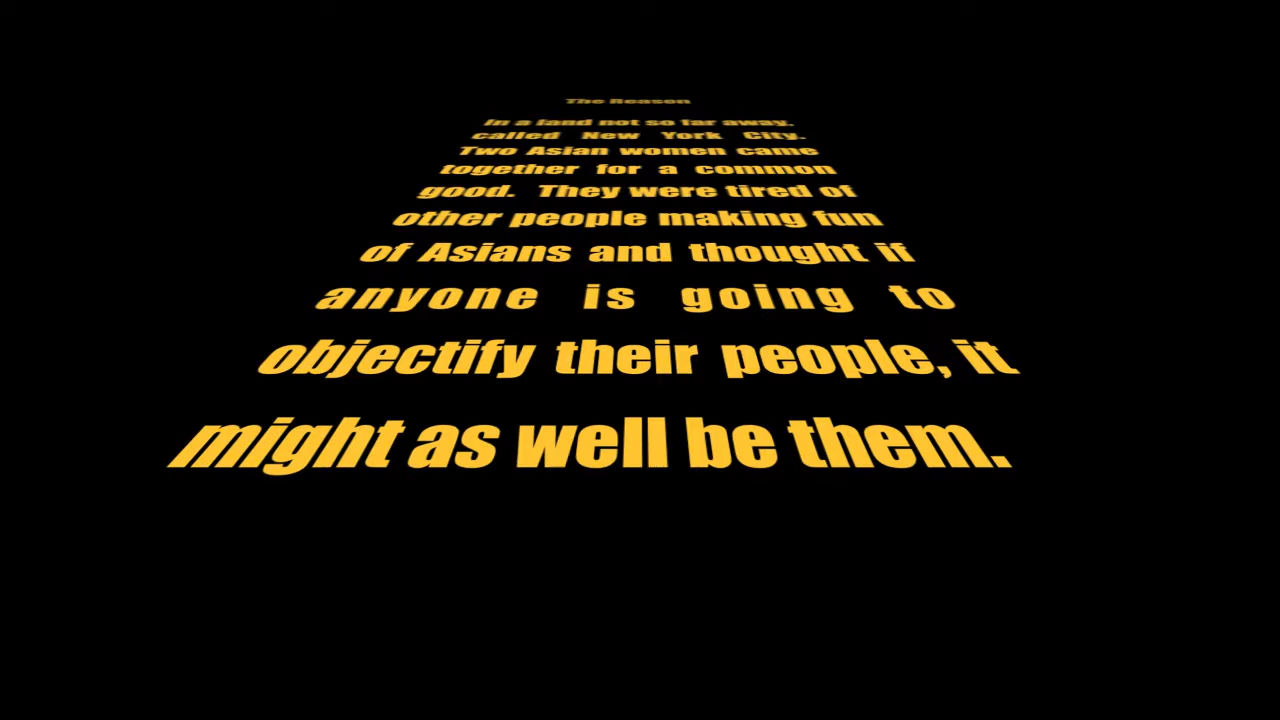 The Reason
In a land not so far away.
called New York City.
Two Asian women came
together for a common
good. They were tired of
other people making fun
of Asians and thought if
anyone is going to
objectify their people, it
might as well be them.